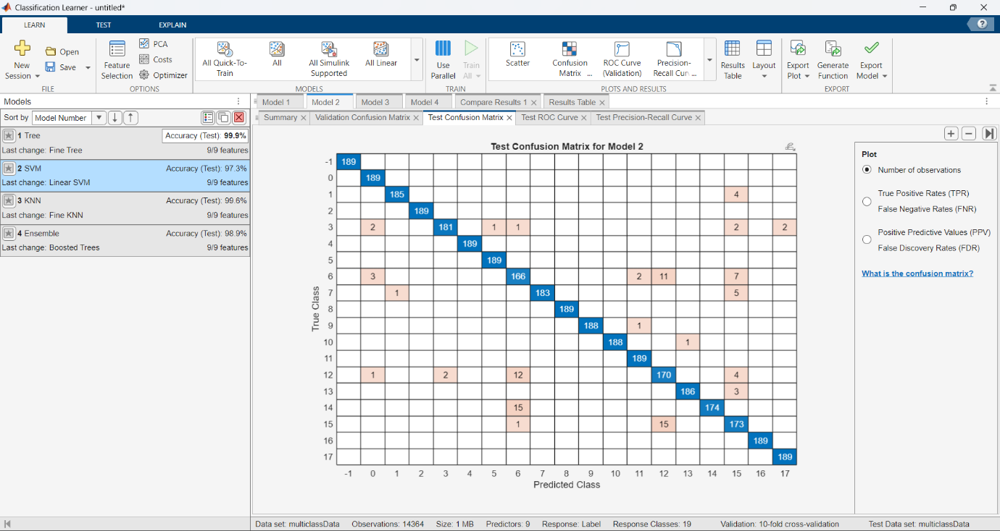 Classification Learner - untitled*
LEARN TEST EXPLAIN
New Session
Open
Save
FILE
Feature Selection
PCA
Costs
Optimizer
OPTIONS
All Quick-To-Train
All
All Simulink Supported
All Linear
MODELS
Use Parallel
Train All
TRAIN
Scatter
Confusion Matrix ...
ROC Curve (Validation)
Precision-Recall Cur...
Results Table
Layout
PLOTS AND RESULTS
Export Plot
Generate Function
Export Model
EXPORT
Models
Sort by Model Number
1 Tree Accuracy (Test): 99.9%
Last change: Fine Tree 9/9 features
2 SVM Accuracy (Test): 97.3%
Last change: Linear SVM 9/9 features
3 KNN Accuracy (Test): 99.6%
Last change: Fine KNN 9/9 features
4 Ensemble Accuracy (Test): 98.9%
Last change: Boosted Trees 9/9 features
Model 1 Model 2 Model 3 Model 4 Compare Results 1 Results Table
Summary Validation Confusion Matrix Test Confusion Matrix Test ROC Curve Test Precision-Recall Curve
Test Confusion Matrix for Model 2
True Class
-1 189
0 189
1 185 4
2 189
3 2 181 1 1 2 2
4 189
5 189
6 3 166 2 11 7
7 1 183 5
8 189
9 188 1
10 188 1
11 189
12 1 2 12 170 4
13 186 3
14 15 174
15 1 15 173
16 189
17 189
-1 0 1 2 3 4 5 6 7 8 9 10 11 12 13 14 15 16 17
Predicted Class
Plot
Number of observations
True Positive Rates (TPR)
False Negative Rates (FNR)
Positive Predictive Values (PPV)
False Discovery Rates (FDR)
What is the confusion matrix?
Data set: multiclassData Observations: 14364 Size: 1 MB Predictors: 9 Response: Label Response Classes: 19 Validation: 10-fold cross-validation Test Data set: multiclassData